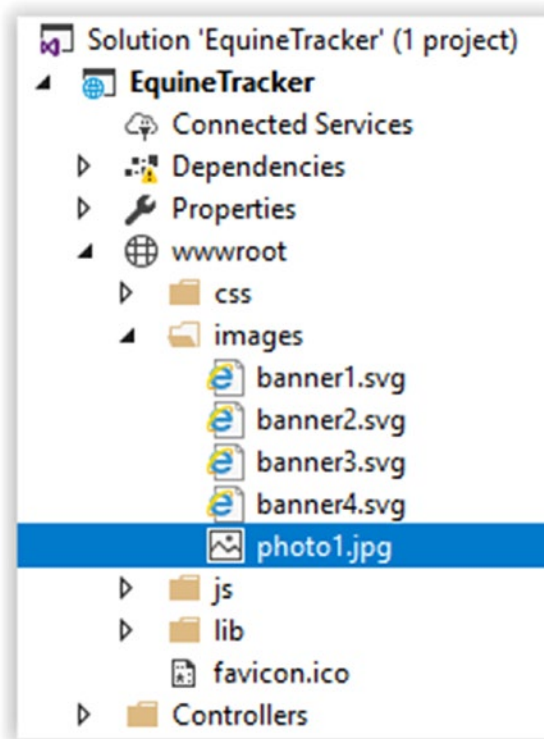 Solution 'EquineTracker' (1 project)
EquineTracker
Connected Services
Dependencies
Properties
wwwroot
css
images
banner1.svg
banner2.svg
banner3.svg
banner4.svg
photo1.jpg
js
lib
favicon.ico
Controllers